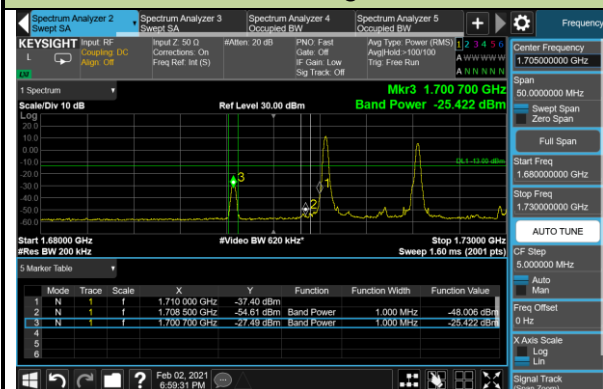 Spectrum Analyzer 2
Swept SA
Spectrum Analyzer 3
Swept SA
Spectrum Analyzer 4
Occupied BW
Spectrum Analyzer 5
Occupied BW
+
Frequency
KEYSIGHT
L
LM
Input: RF
Coupling: DC
Align: Off
Input Z: 50 Ω
Corrections: On
Freq Ref: Int (S)
#Atten: 20 dB
PNO: Fast
Gate: Off
IF Gain: Low
Sig Track: Off
Avg Type: Power (RMS)
Avg|Hold:>100/100
Trig: Free Run
1 2 3 4 5 6
A W W W W W
A N N N N N
1 Spectrum
Scale/Div 10 dB
Log
Ref Level 30.00 dBm
Mkr3 1.700 700 GHz
Band Power -25.422 dBm
20.0
10.0
0.00
-10.0
-20.0
-30.0
-40.0
-50.0
-60.0
DL1 -13.00 dBm
3
1
2
Start 1.68000 GHz
#Res BW 200 kHz
#Video BW 620 kHz*
Stop 1.73000 GHz
Sweep 1.60 ms (2001 pts)
5 Marker Table
Mode Trace Scale X Y Function Function Width Function Value
1 N 1 f 1.710 000 GHz -37.40 dBm
2 N 1 f 1.708 500 GHz -54.61 dBm Band Power 1.000 MHz -48.006 dBm
3 N 1 f 1.700 700 GHz -27.49 dBm Band Power 1.000 MHz -25.422 dBm
4
5
6
Center Frequency
1.705000000 GHz
Span
50.0000000 MHz
Swept Span
Zero Span
Full Span
Start Freq
1.680000000 GHz
Stop Freq
1.730000000 GHz
AUTO TUNE
CF Step
5.000000 MHz
Auto
Man
Freq Offset
0 Hz
X Axis Scale
Log
Lin
Signal Track
(Span Zoom)
?
Feb 02, 2021
6:59:31 PM